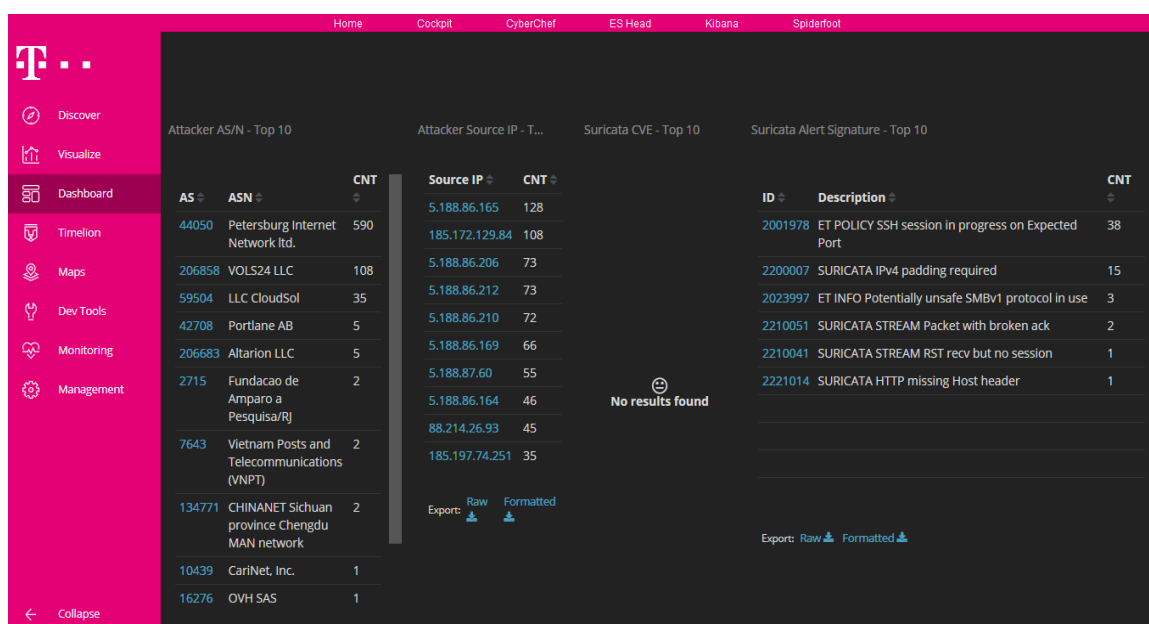 Home Cockpit CyberChef ES Head Kibana Spiderfoot
T
Discover
Visualize
Dashboard
Timelion
Maps
Dev Tools
Monitoring
Management
Collapse
Attacker AS/N - Top 10
AS ASN CNT
44050 Petersburg Internet 590
Network ltd.
206858 VOLS24 LLC 108
59504 LLC CloudSol 35
42708 Portlane AB 5
206683 Altarion LLC 5
2715 Fundacao de 2
Amparo a
Pesquisa/RJ
7643 Vietnam Posts and 2
Telecommunications
(VNPT)
134771 CHINANET Sichuan 2
province Chengdu
MAN network
10439 CariNet, Inc. 1
16276 OVH SAS 1
Attacker Source IP - T...
Source IP CNT
5.188.86.165 128
185.172.129.84 108
5.188.86.206 73
5.188.86.212 73
5.188.86.210 72
5.188.86.169 66
5.188.87.60 55
5.188.86.164 46
88.214.26.93 45
185.197.74.251 35
Export: Raw Formatted
Suricata CVE - Top 10
No results found
Suricata Alert Signature - Top 10
ID Description CNT
2001978 ET POLICY SSH session in progress on Expected 38
Port
2200007 SURICATA IPv4 padding required 15
2023997 ET INFO Potentially unsafe SMBv1 protocol in use 3
2210051 SURICATA STREAM Packet with broken ack 2
2210041 SURICATA STREAM RST recv but no session 1
2221014 SURICATA HTTP missing Host header 1
Export: Raw Formatted